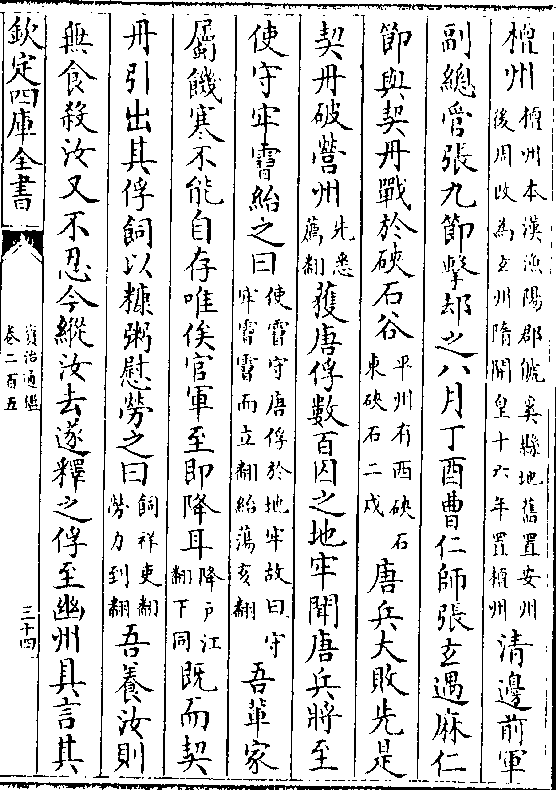 檀州檀州本漢漁陽郡傂奚縣地舊置安州後周改為玄州隋開皇十六年置檀州清邊前軍
副總管張九節擊却之八月丁酉曹仁師張玄遇麻仁
節與契丹戰於硤石谷平州有西硤石東硤石二戍唐兵大敗先是
契丹破營州先悉薦翻獲唐俘數百囚之地牢聞唐兵將至
使守牢霫紿之曰使霫守唐俘於地牢故曰守牢霫霫而立翻紿蕩亥翻吾輩家
屬饑寒不能自存唯俟官軍至即降耳降户江翻下同既而契
丹引出其俘飼以糠粥慰勞之曰飼祥吏翻勞力到翻吾養汝則
無食殺汝又不忍今縱汝去遂釋之俘至幽州具言其
欽定四庫全書
資治通鑑
卷二百五
三十四